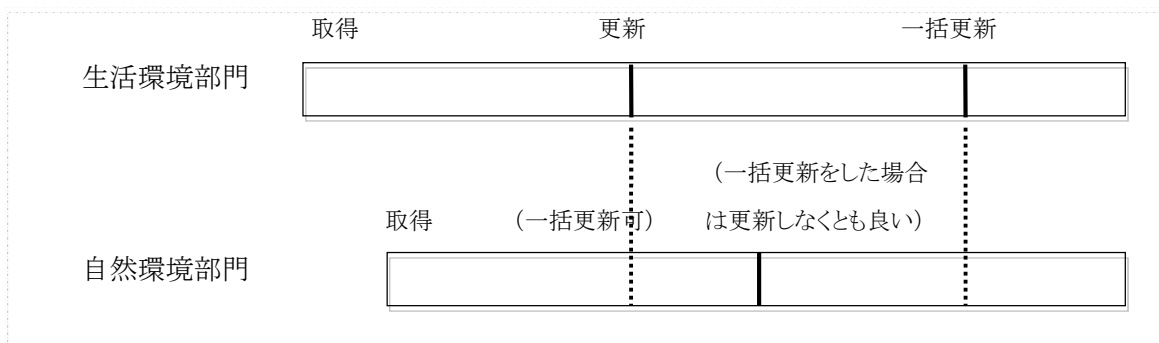 取得 更新 一括更新
生活環境部門
（一括更新をした場合
取得 （一括更新可） は更新しなくとも良い）
自然環境部門